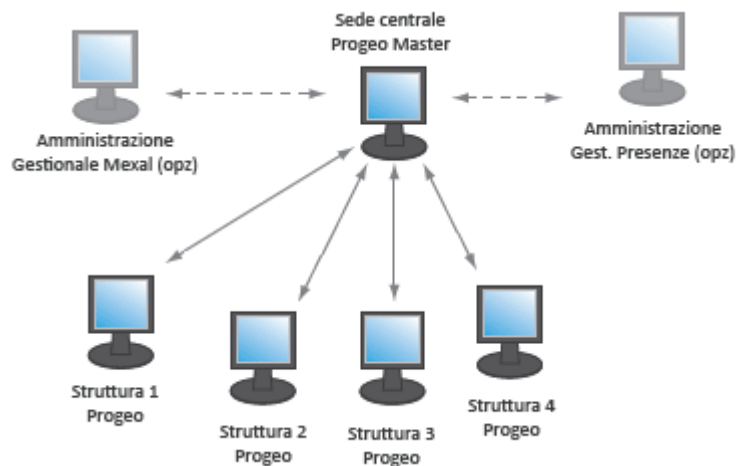 Sede centrale
Progeo Master
Amministrazione
Gestionale Mexal (opz)
Amministrazione
Gest. Presenze (opz)
Struttura 1
Progeo
Struttura 2
Progeo
Struttura 3
Progeo
Struttura 4
Progeo